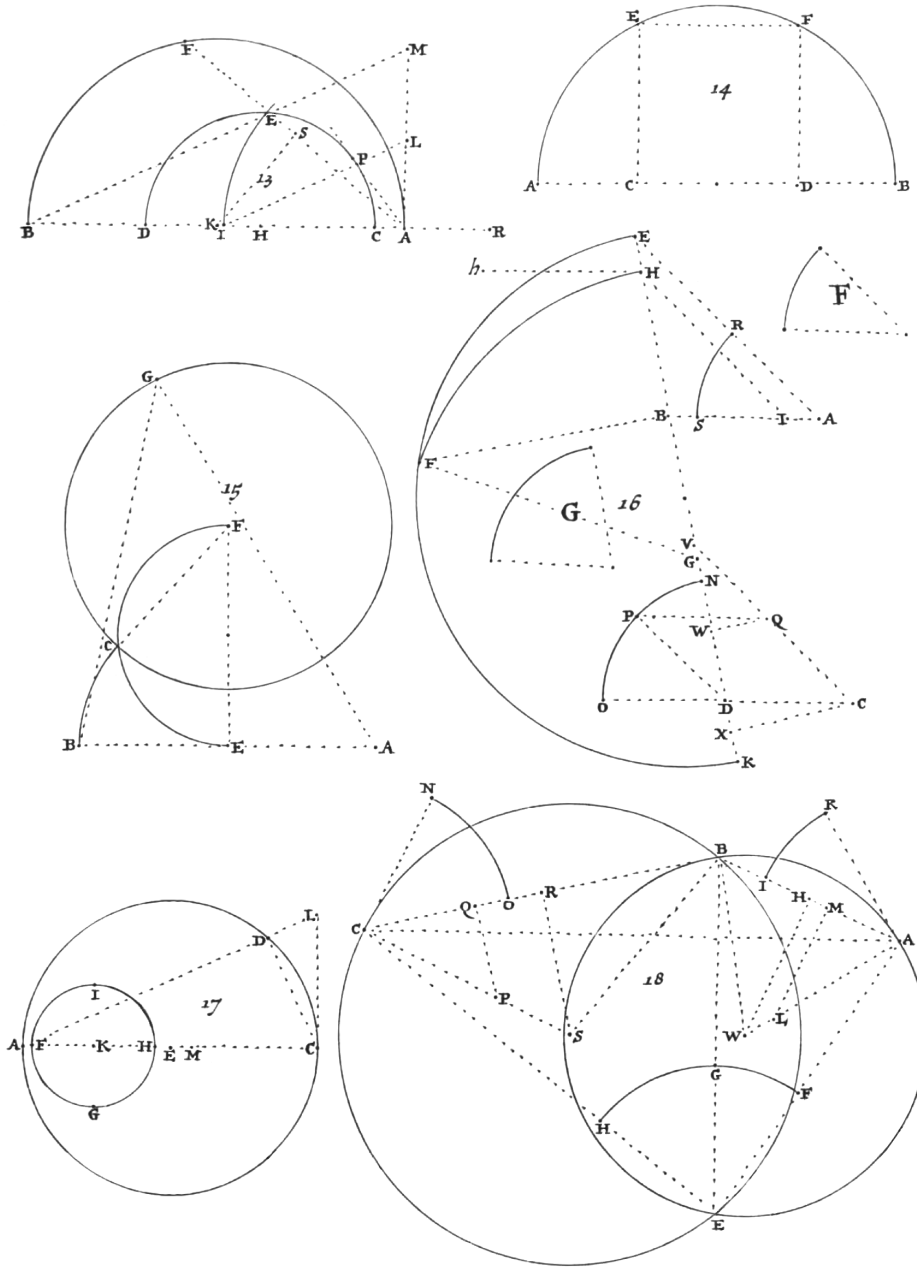 F M
E S
P L
13
B D K I H C A R
E F
14
A C D B
E
h H
F
R
B S I A
G
F
15
F
G 16
V
G
N
P W Q
C
O D C
X
K
B E A
N R
B
C Q O R I H M A
L
D
I 17
P 18
A F K H E M C S W L
G
G F
H
E